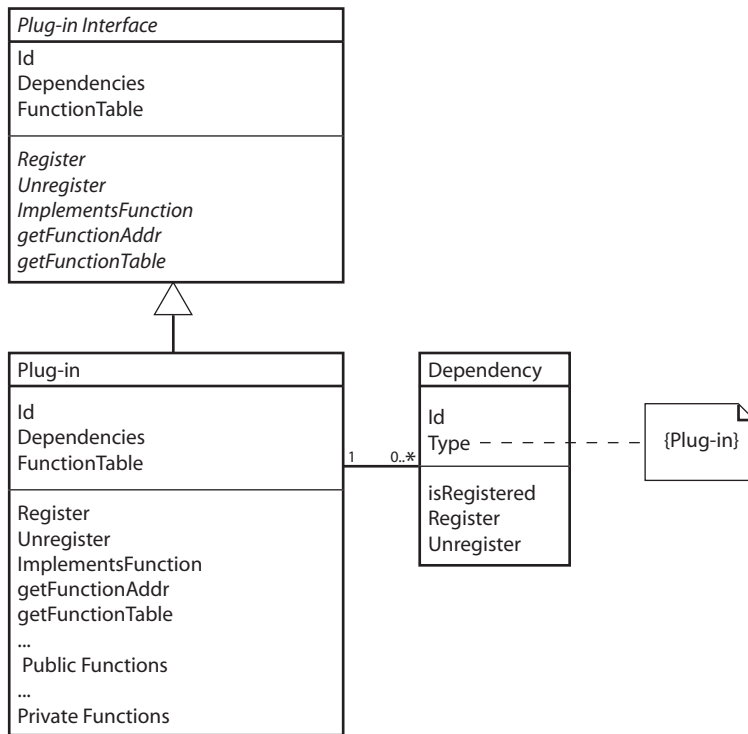 Plug-in Interface
Id
Dependencies
FunctionTable
Register
Unregister
ImplementsFunction
getFunctionAddr
getFunctionTable
Plug-in
Id
Dependencies
FunctionTable
Register
Unregister
ImplementsFunction
getFunctionAddr
getFunctionTable
...
Public Functions
...
Private Functions
1
0..*
Dependency
Id
Type
isRegistered
Register
Unregister
{Plug-in}